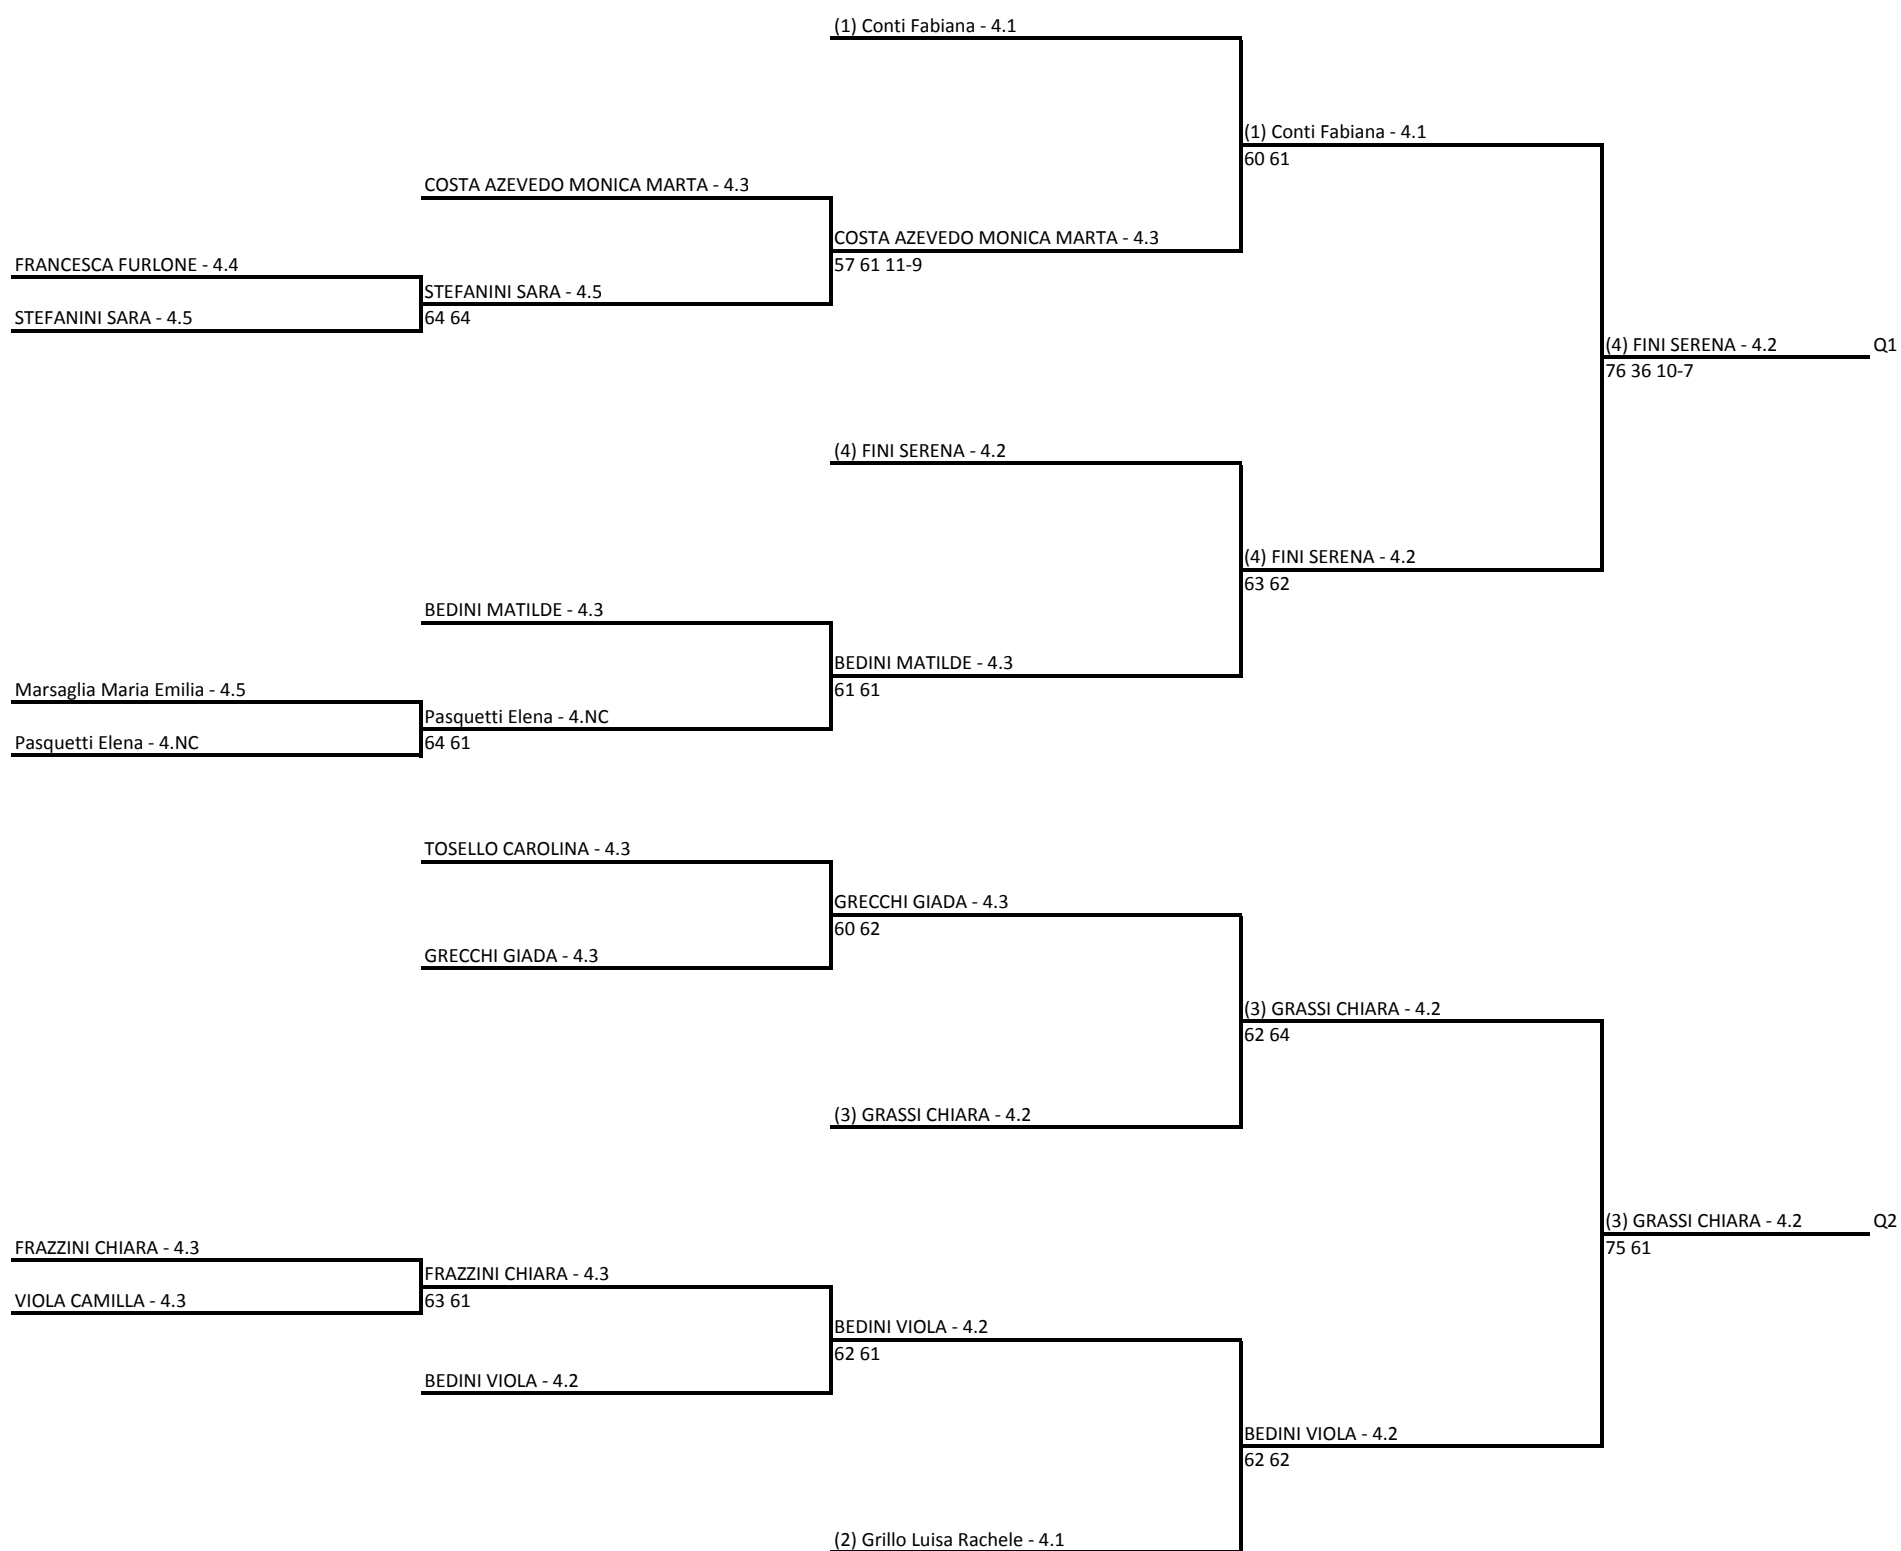 (1) Conti Fabiana - 4.1
(1) Conti Fabiana - 4.1
60 61
COSTA AZEVEDO MONICA MARTA - 4.3
COSTA AZEVEDO MONICA MARTA - 4.3
57 61 11-9
FRANCESCA FURLONE - 4.4
STEFANINI SARA - 4.5
64 64
STEFANINI SARA - 4.5
(4) FINI SERENA - 4.2 Q1
76 36 10-7
(4) FINI SERENA - 4.2
(4) FINI SERENA - 4.2
63 62
BEDINI MATILDE - 4.3
BEDINI MATILDE - 4.3
61 61
Marsaglia Maria Emilia - 4.5
Pasquetti Elena - 4.NC
64 61
Pasquetti Elena - 4.NC
TOSELLO CAROLINA - 4.3
GRECCHI GIADA - 4.3
60 62
GRECCHI GIADA - 4.3
(3) GRASSI CHIARA - 4.2
62 64
(3) GRASSI CHIARA - 4.2
(3) GRASSI CHIARA - 4.2 Q2
75 61
FRAZZINI CHIARA - 4.3
FRAZZINI CHIARA - 4.3
63 61
VIOLA CAMILLA - 4.3
BEDINI VIOLA - 4.2
62 61
BEDINI VIOLA - 4.2
BEDINI VIOLA - 4.2
62 62
(2) Grillo Luisa Rachele - 4.1